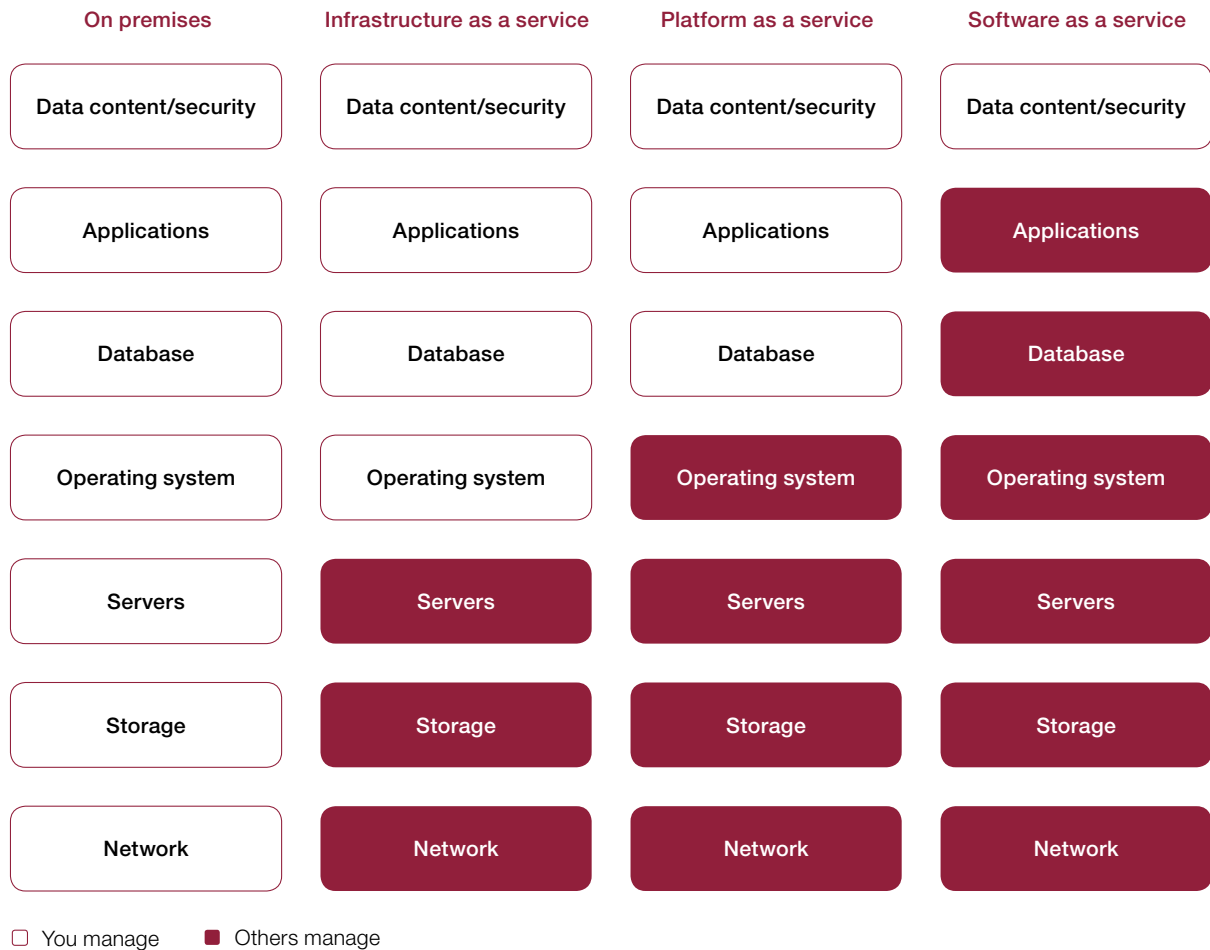 On premises Infrastructure as a service Platform as a service Software as a service
Data content/security Data content/security Data content/security Data content/security
Applications Applications Applications Applications
Database Database Database Database
Operating system Operating system Operating system Operating system
Servers Servers Servers Servers
Storage Storage Storage Storage
Network Network Network Network
You manage Others manage